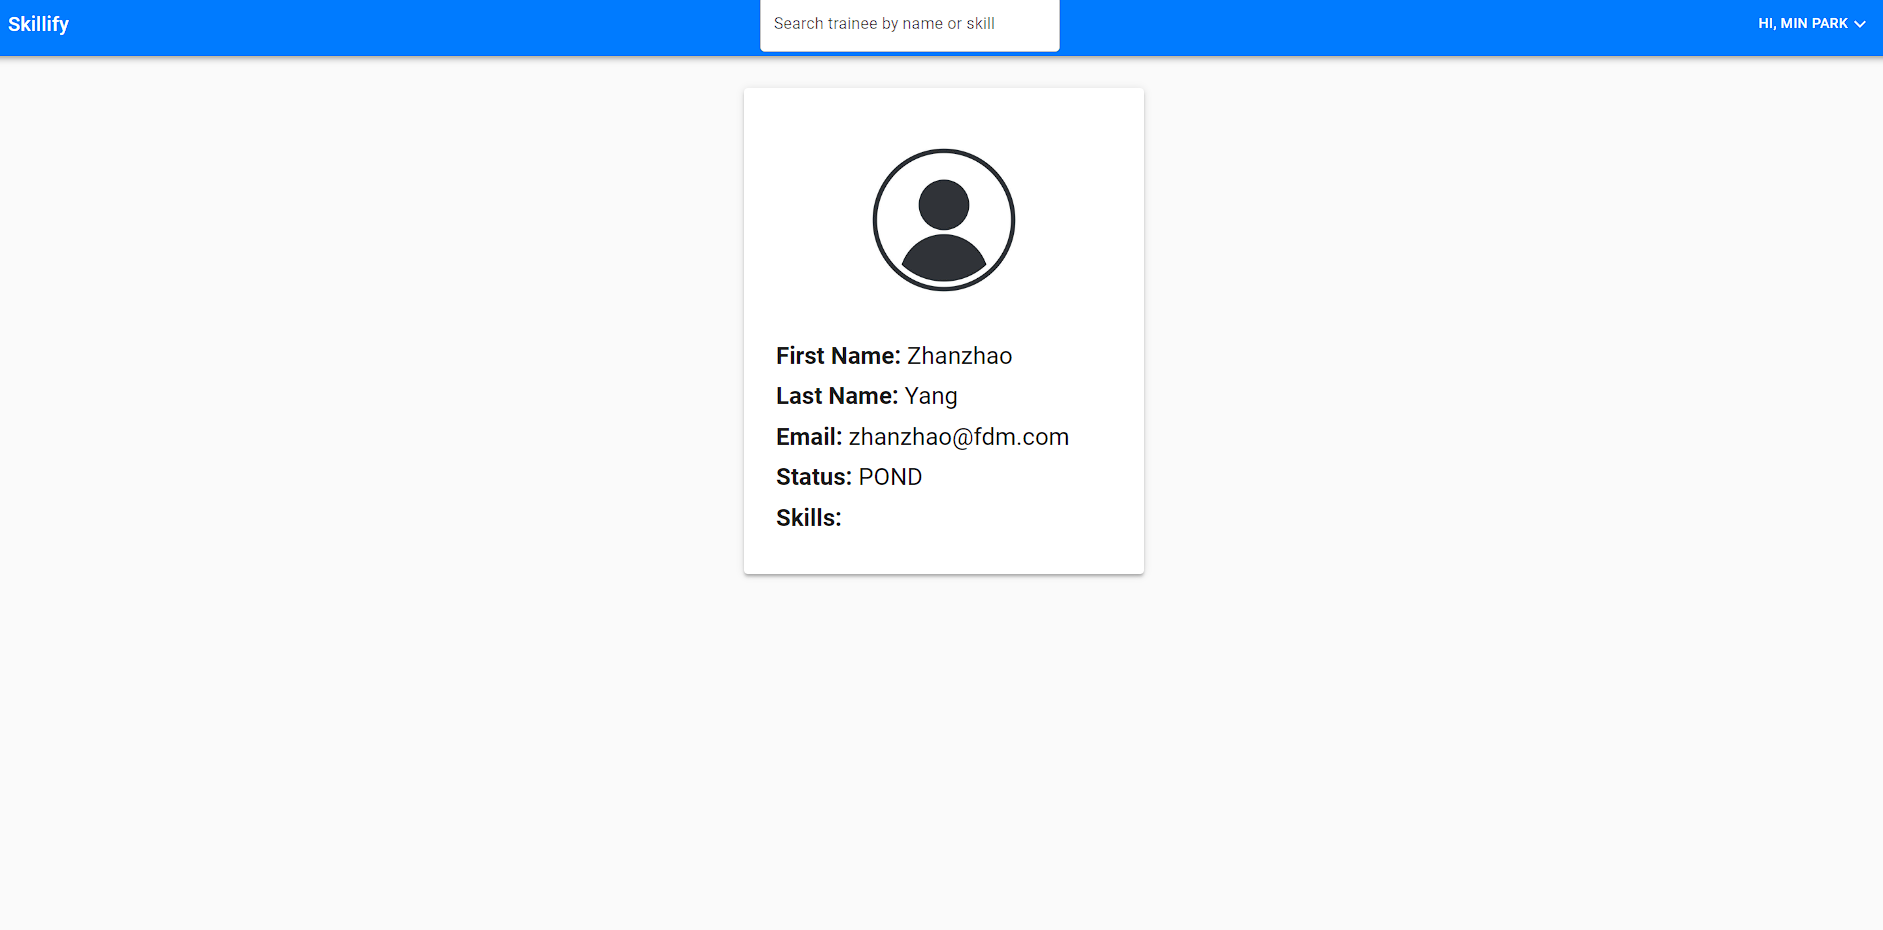 Skillify
Search trainee by name or skill
HI, MIN PARK
First Name: Zhanzhao
Last Name: Yang
Email: zhanzhao@fdm.com
Status: POND
Skills: